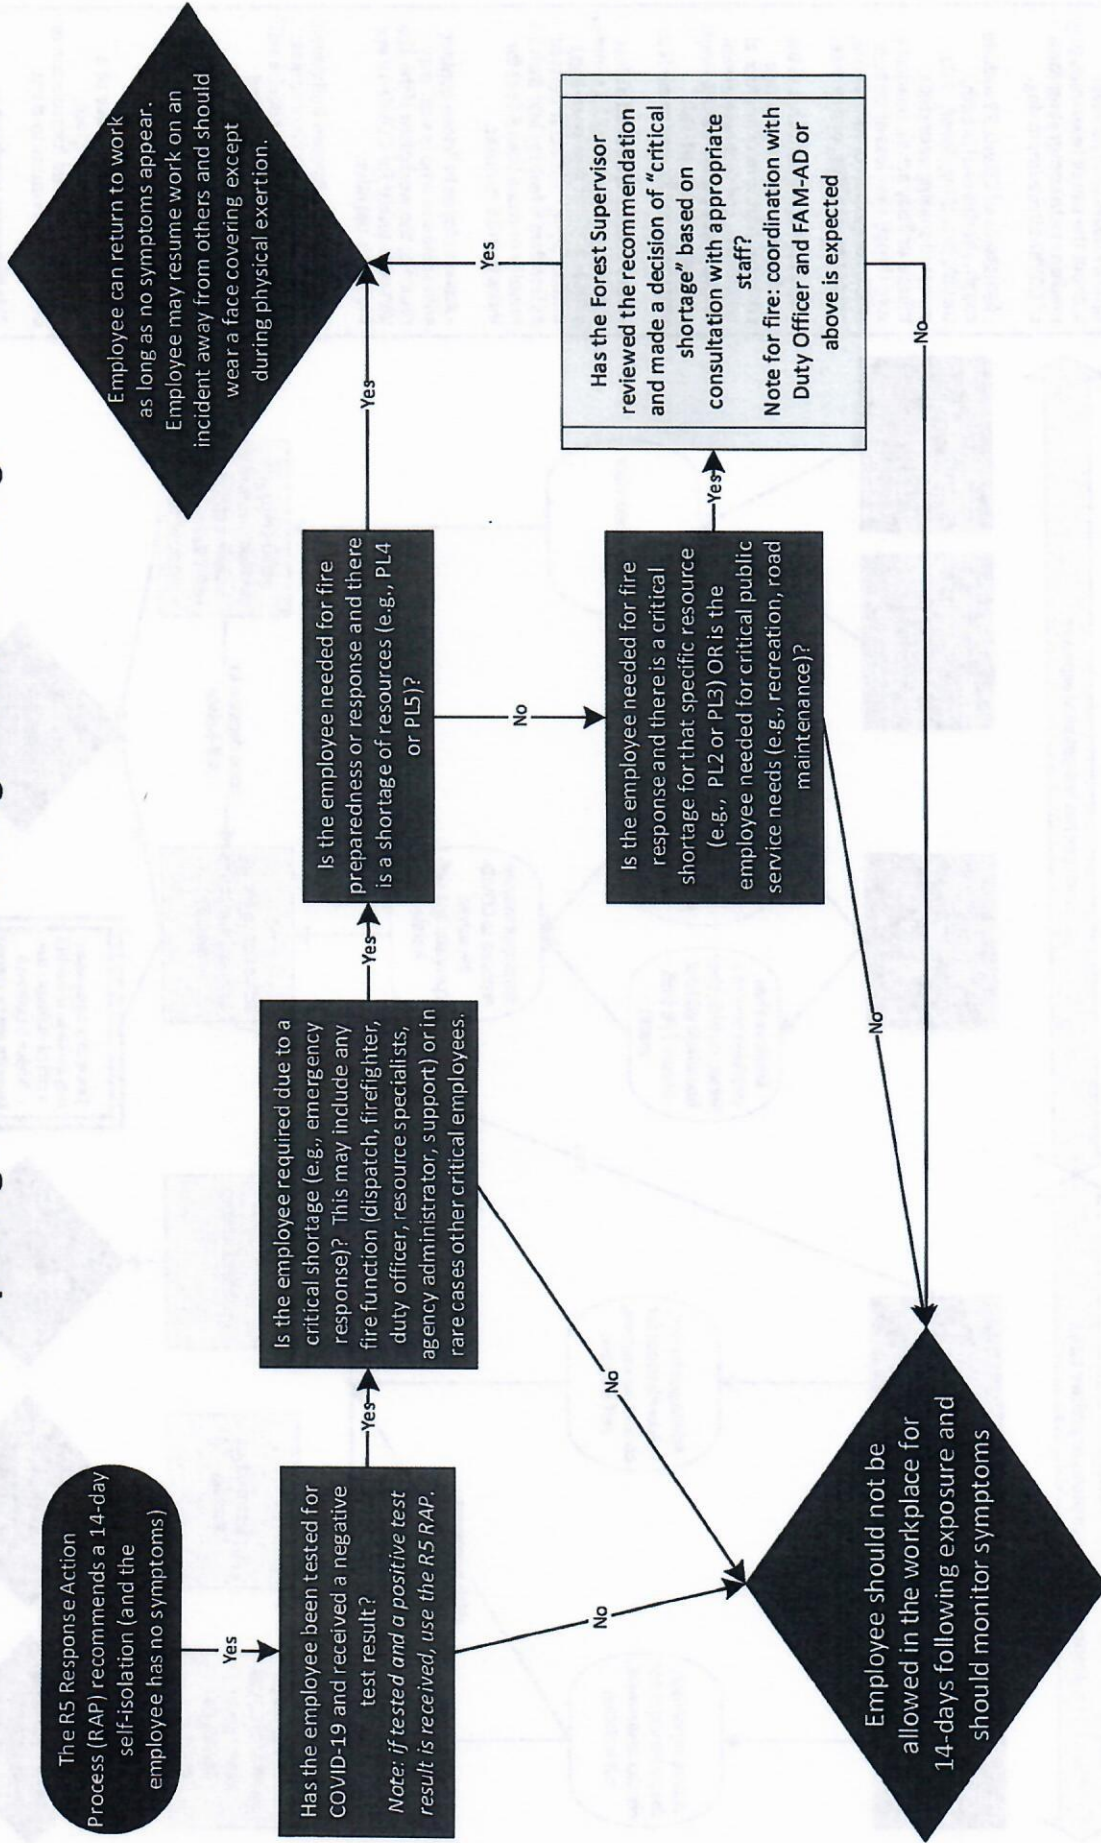 The R5 Response Action
Process (RAP) recommends a 14-day
self-isolation (and the
employee has no symptoms)
Yes
Has the employee been tested for
COVID-19 and received a negative
test result?
Note: if tested and a positive test
result is received, use the R5 RAP.
Yes
No
Is the employee required due to a
critical shortage (e.g., emergency
response)? This may include any
fire function (dispatch, firefighter,
duty officer, resource specialists,
agency administrator, support) or in
rare cases other critical employees.
Yes
No
Is the employee needed for fire
preparedness or response and there
is a shortage of resources (e.g., PL4
or PL5)?
Yes
No
Is the employee needed for fire
response and there is a critical
shortage for that specific resource
(e.g., PL2 or PL3) OR is the
employee needed for critical public
service needs (e.g., recreation, road
maintenance)?
Yes
No
Has the Forest Supervisor
reviewed the recommendation
and made a decision of “critical
shortage” based on
consultation with appropriate
staff?
Note for fire: coordination with
Duty Officer and FAM-AD or
above is expected
Yes
No
Employee can return to work
as long as no symptoms appear.
Employee may resume work on an
incident away from others and should
wear a face covering except
during physical exertion.
Employee should not be
allowed in the workplace for
14-days following exposure and
should monitor symptoms